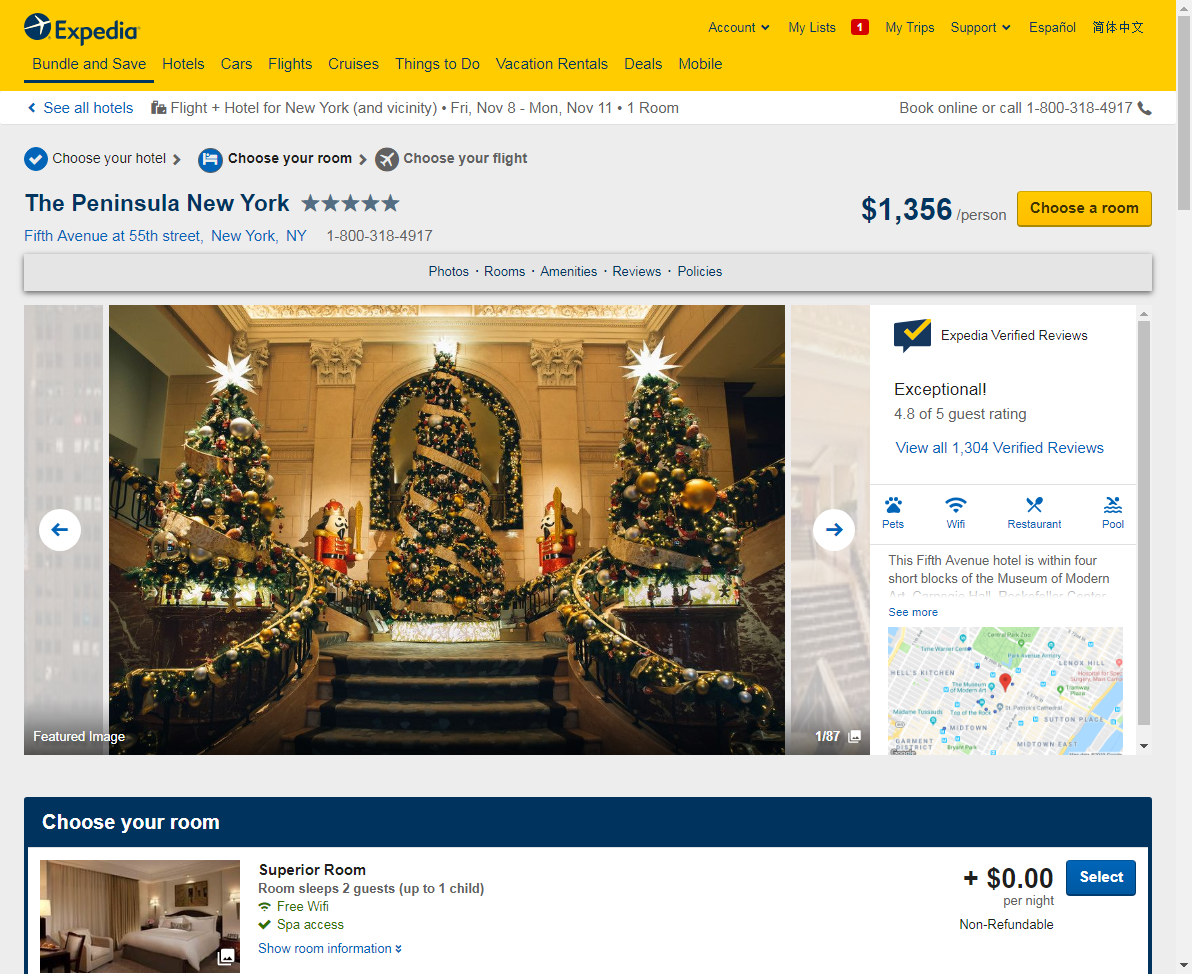 Expedia
Account My Lists 1 My Trips Support Español 简体中文
Bundle and Save Hotels Cars Flights Cruises Things to Do Vacation Rentals Deals Mobile
See all hotels Flight + Hotel for New York (and vicinity) • Fri, Nov 8 - Mon, Nov 11 • 1 Room Book online or call 1-800-318-4917
Choose your hotel Choose your room Choose your flight
The Peninsula New York
$1,356 /person Choose a room
Fifth Avenue at 55th street, New York, NY 1-800-318-4917
Photos · Rooms · Amenities · Reviews · Policies
Expedia Verified Reviews
Exceptional!
4.8 of 5 guest rating
View all 1,304 Verified Reviews
Pets Wifi Restaurant Pool
This Fifth Avenue hotel is within four
short blocks of the Museum of Modern
Art, Carnegie Hall, Rockefeller Center,
See more
Central Park Zoo
Time Warner Center
Park Avenue Armory
LENOX HILL
HELL'S KITCHEN
Hospital for Spec
Surgery, Main Cam
The Museum
of Modern Art
Tramway
Plaza
Madame Tussauds
Top of the Rock
St. Patrick's Cathedral
SUTTON PLACE
MIDTOWN
GARMENT
DISTRICT
Bryant Park
MIDTOWN EAST
Google
Featured Image
1/87
Choose your room
Superior Room
Room sleeps 2 guests (up to 1 child)
Free Wifi
Spa access
Show room information
+ $0.00 Select
per night
Non-Refundable